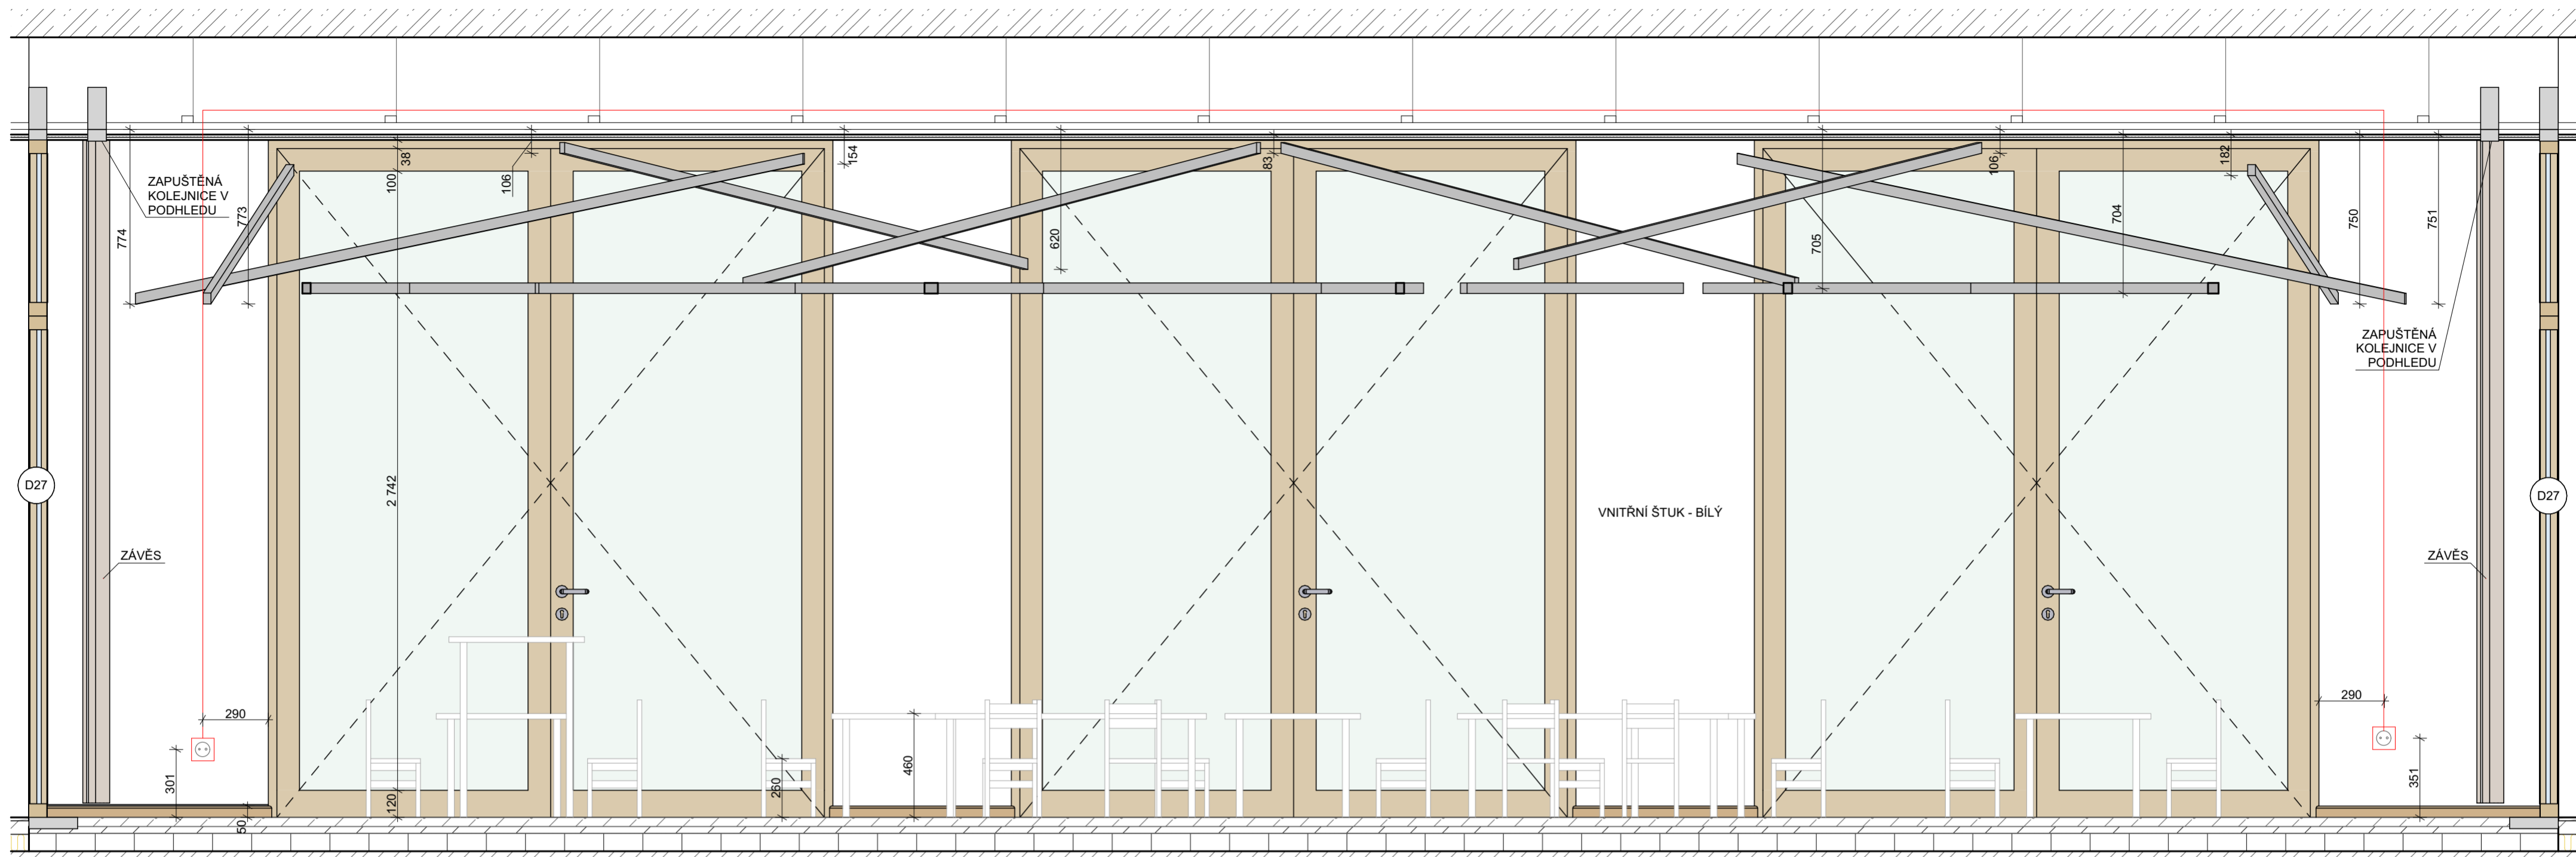 38
100
106
154
620
83
705
106
704
182
750
751
774
773
ZAPUŠTĚNÁ
KOLEJNICE V
PODHLEDU
ZAPUŠTĚNÁ
KOLEJNICE V
PODHLEDU
D27
2 742
VNITŘNÍ ŠTUK - BÍLÝ
D27
ZÁVĚS
ZÁVĚS
290
290
301
120
50
260
460
351